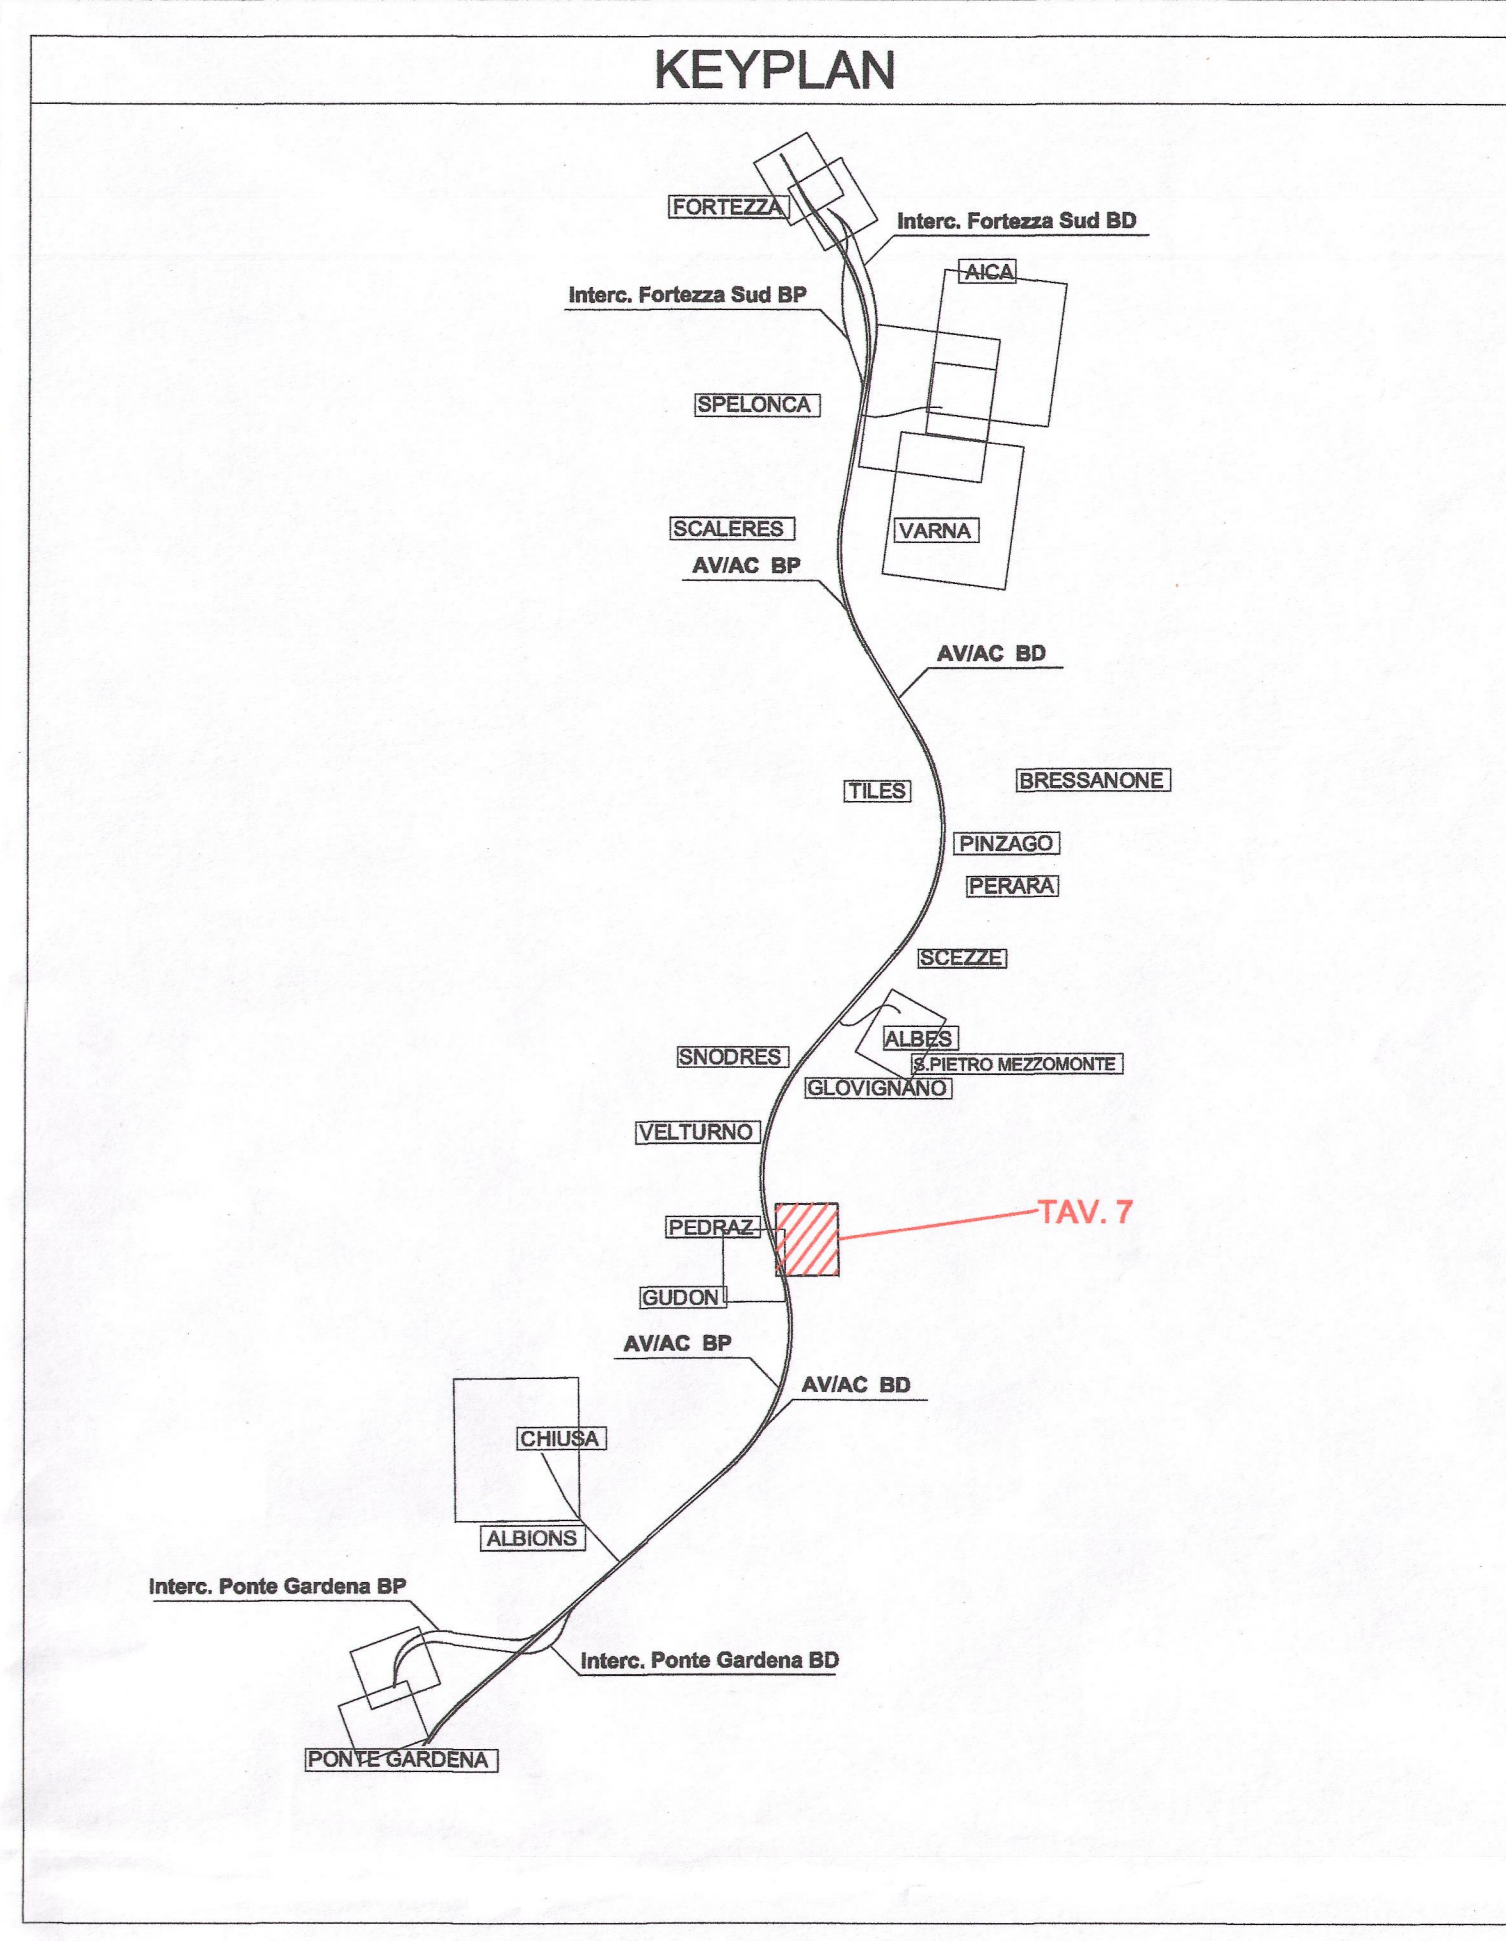 KEYPLAN
FORTEZZA
Interc. Fortezza Sud BD
AICA
Interc. Fortezza Sud BP
SPELONCA
SCALERES
VARNA
AV/AC BP
AV/AC BD
TILES
BRESSANONE
PINZAGO
PERARA
SCEZZE
ALBES
SNODRES
S.PIETRO MEZZOMONTE
GLOVIGNANO
VELTURNO
PEDRAZ
TAV. 7
GUDON
AV/AC BP
AV/AC BD
CHIUSA
ALBIONS
Interc. Ponte Gardena BP
Interc. Ponte Gardena BD
PONTE GARDENA